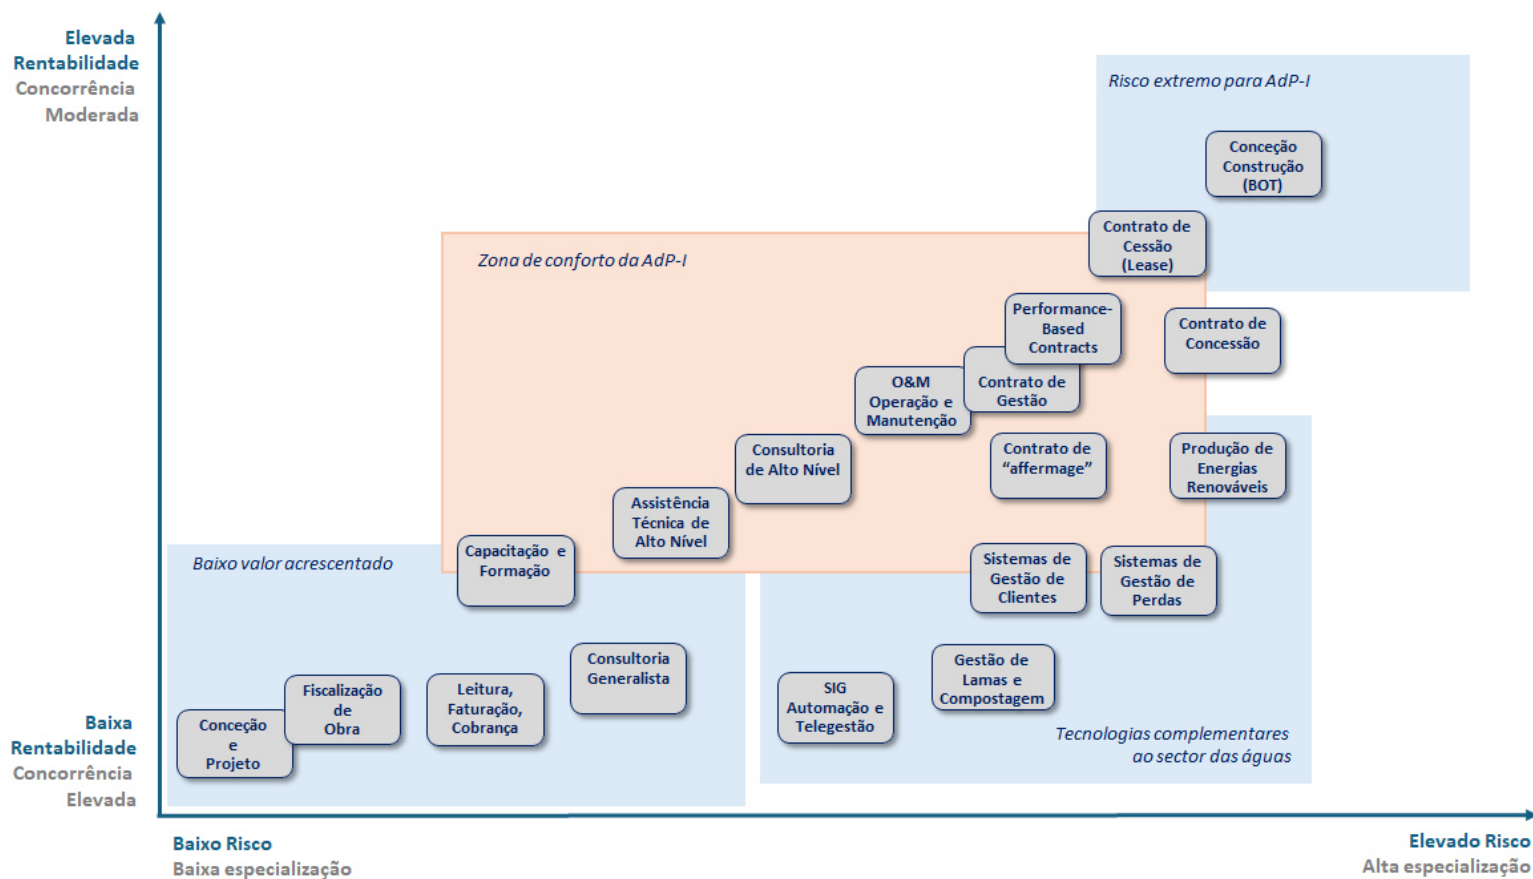 Elevada
Rentabilidade
Concorrência
Moderada
Risco extremo para AdP-I
Conceção
Construção
(BOT)
Contrato de
Cessão
(Lease)
Zona de conforto da AdP-I
Performance-
Based
Contracts
Contrato de
Concessão
O&M
Operação e
Manutenção
Contrato de
Gestão
Consultoria
de Alto Nível
Contrato de
“affermage”
Produção de
Energias
Renováveis
Assistência
Técnica de
Alto Nível
Baixo valor acrescentado
Capacitação e
Formação
Sistemas de
Gestão de
Clientes
Sistemas de
Gestão de
Perdas
Consultoria
Generalista
Gestão de
Lamas e
Compostagem
Fiscalização
de
Obra
Leitura,
Faturação,
Cobrança
SIG
Automação e
Telegestão
Conceção
e
Projeto
Tecnologias complementares
ao sector das águas
Baixa
Rentabilidade
Concorrência
Elevada
Baixo Risco
Baixa especialização
Elevado Risco
Alta especialização